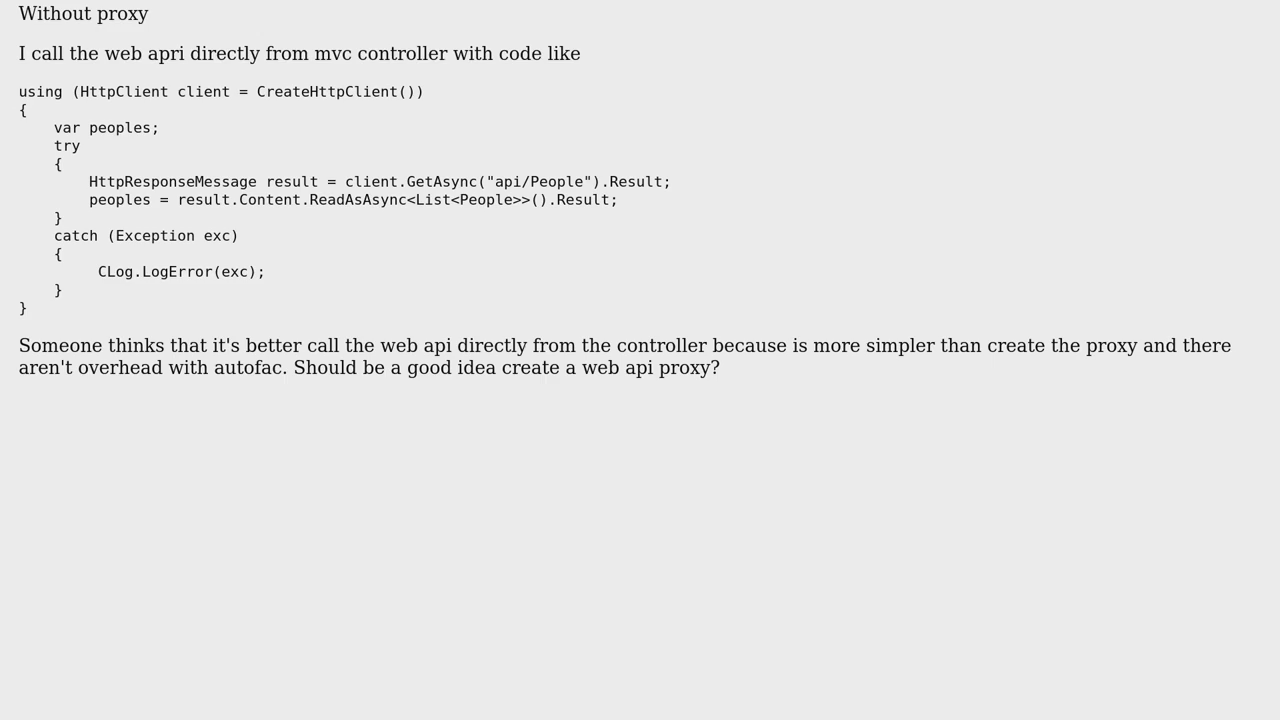 Without proxy
I call the web apri directly from mvc controller with code like
using (HttpClient client = CreateHttpClient())
{
    var peoples;
    try
    {
        HttpResponseMessage result = client.GetAsync("api/People").Result;
        peoples = result.Content.ReadAsAsync<List<People>>().Result;
    }
    catch (Exception exc)
    {
         CLog.LogError(exc);
    }
}
Someone thinks that it's better call the web api directly from the controller because is more simpler than create the proxy and there
aren't overhead with autofac. Should be a good idea create a web api proxy?